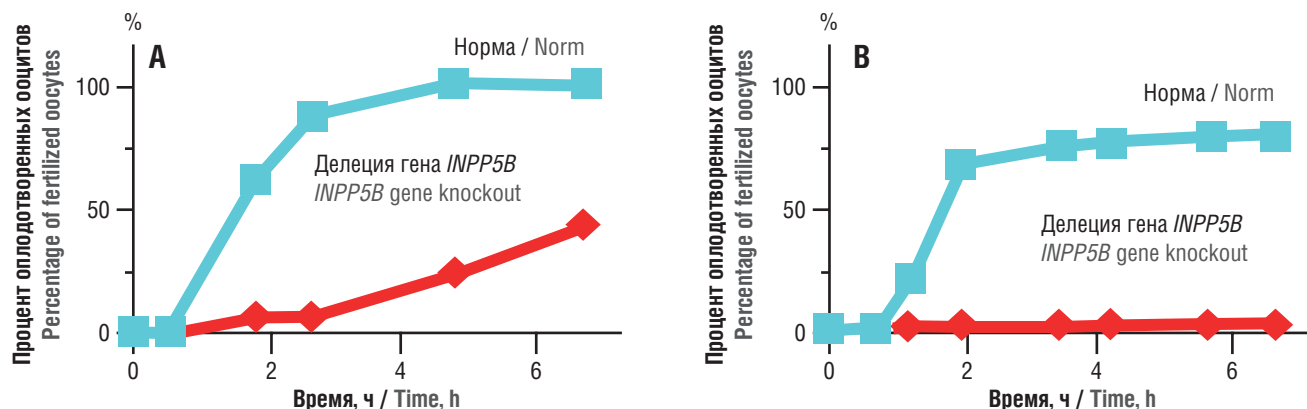 Процент оплодотворенных ооцитов
Percentage of fertilized oocytes
%
A
Норма / Norm
100
Делеция гена INPP5B
INPP5B gene knockout
50
0
0 2 4 6
Время, ч / Time, h
Процент оплодотворенных ооцитов
Percentage of fertilized oocytes
%
B
100
Норма / Norm
50
Делеция гена INPP5B
INPP5B gene knockout
0
0 2 4 6
Время, ч / Time, h